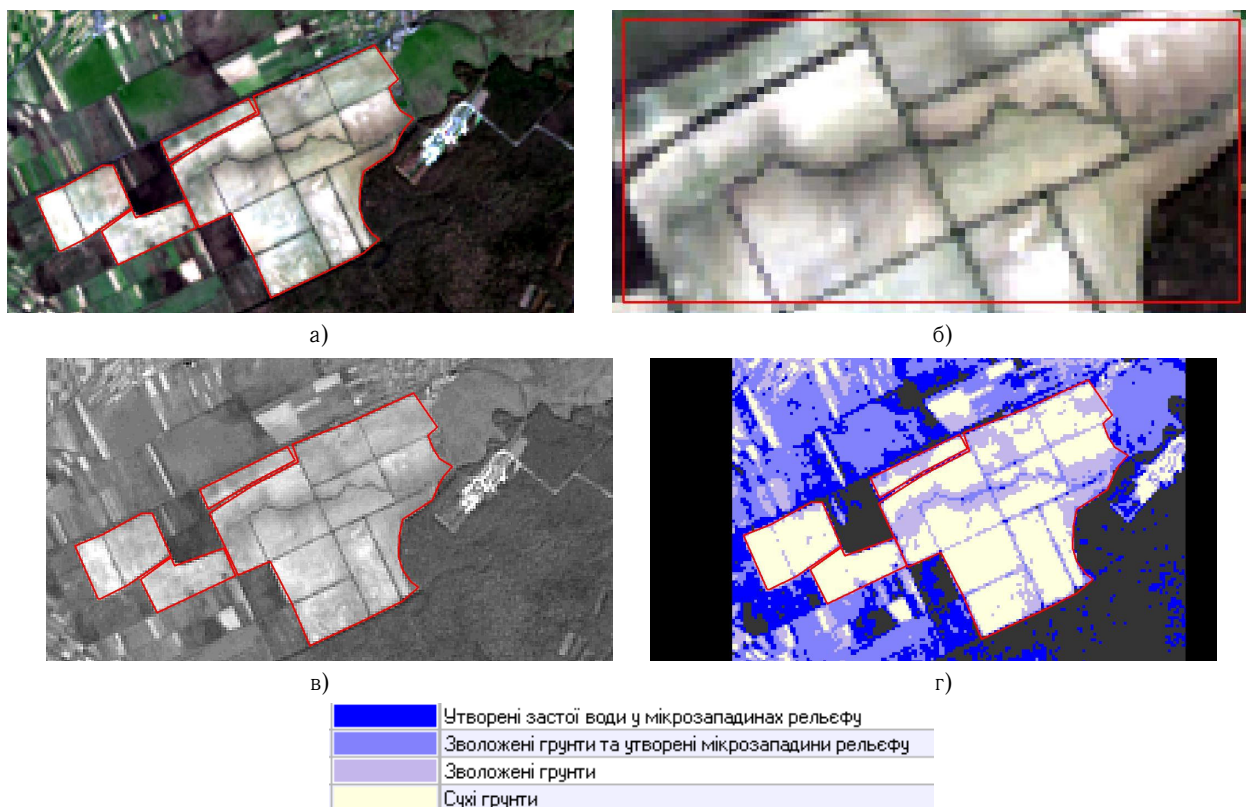 а)
б)
в)
г)
Утворені застої води у мікрозападинах рельєфу
Зволожені грунти та утворені мікрозападини рельєфу
Зволожені грунти
Сухі грунти